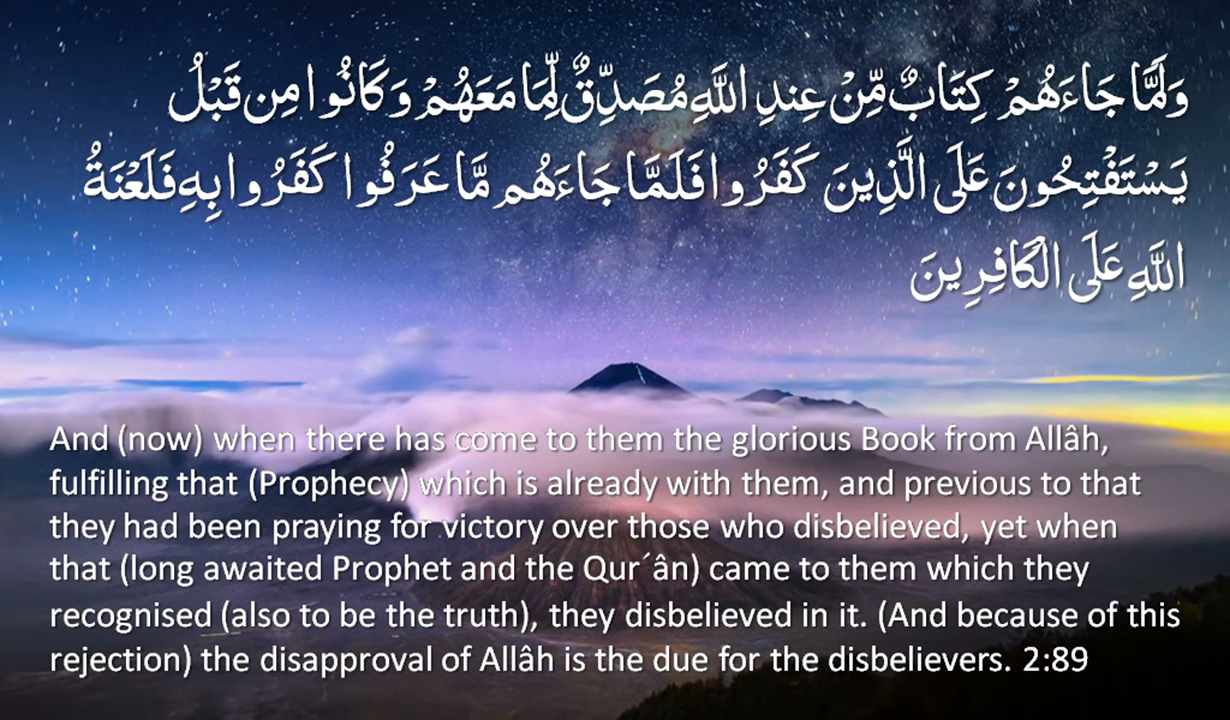 وَلَمَّا جَاءَهُمْ كِتَابٌ مِّنْ عِندِ اللَّهِ مُصَدِّقٌ لِّمَا مَعَهُمْ وَكَانُوا مِن قَبْلُ
يَسْتَفْتِحُونَ عَلَى الَّذِينَ كَفَرُوا فَلَمَّا جَاءَهُم مَّا عَرَفُوا كَفَرُوا بِهِ فَلَعْنَةُ
اللَّهِ عَلَى الْكَافِرِينَ
And (now) when there has come to them the glorious Book from Allâh,
fulfilling that (Prophecy) which is already with them, and previous to that
they had been praying for victory over those who disbelieved, yet when
that (long awaited Prophet and the Qur´ân) came to them which they
recognised (also to be the truth), they disbelieved in it. (And because of this
rejection) the disapproval of Allâh is the due for the disbelievers. 2:89